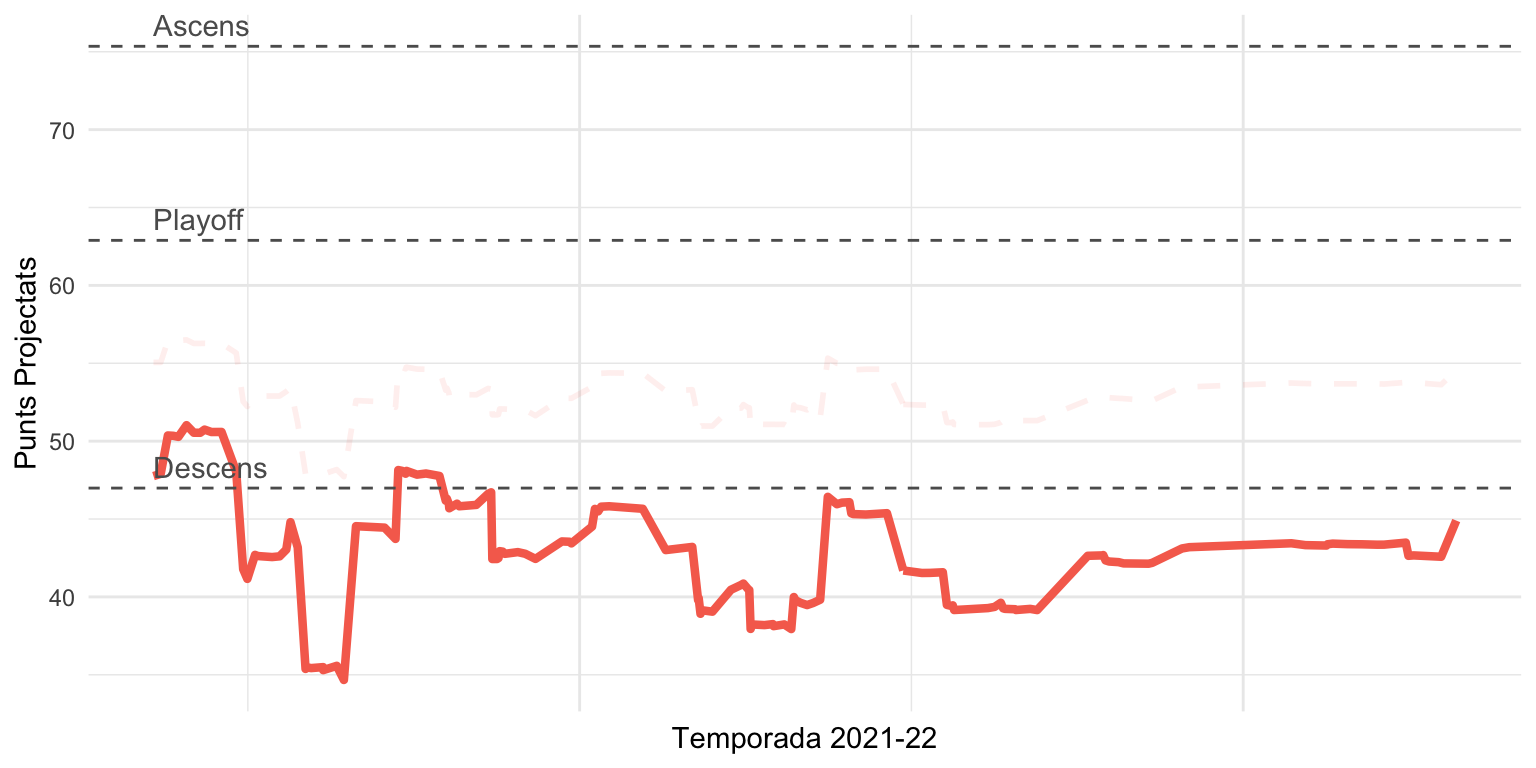 Ascens
70
Playoff
60
Punts Projectats
50
Descens
40
Temporada 2021-22